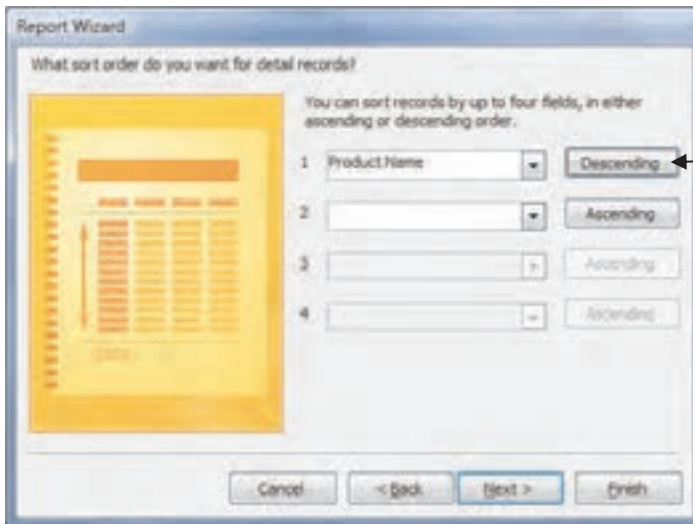 Report Wizard
What sort order do you want for detail records?
You can sort records by up to four fields, in either
ascending or descending order.
1 Product Name Descending
2 Ascending
3 Ascending
4 Ascending
Cancel < Back Next > Finish